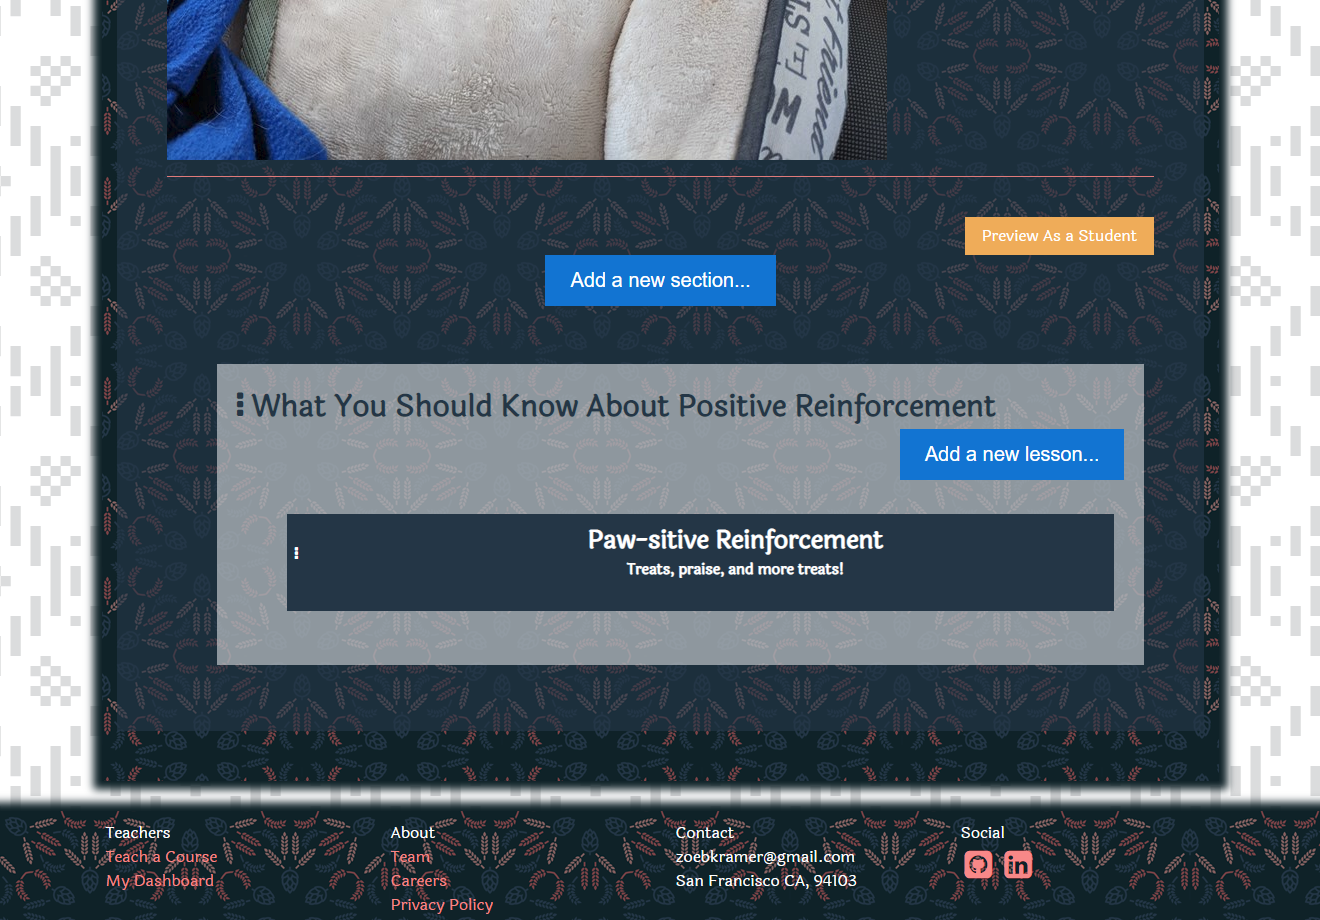 Friend
Preview As a Student
Add a new section...
What You Should Know About Positive Reinforcement
Add a new lesson...
Paw-sitive Reinforcement
Treats, praise, and more treats!
Teachers
Teach a Course
My Dashboard
About
Team
Careers
Privacy Policy
Contact
zoebkramer@gmail.com
San Francisco CA, 94103
Social
in